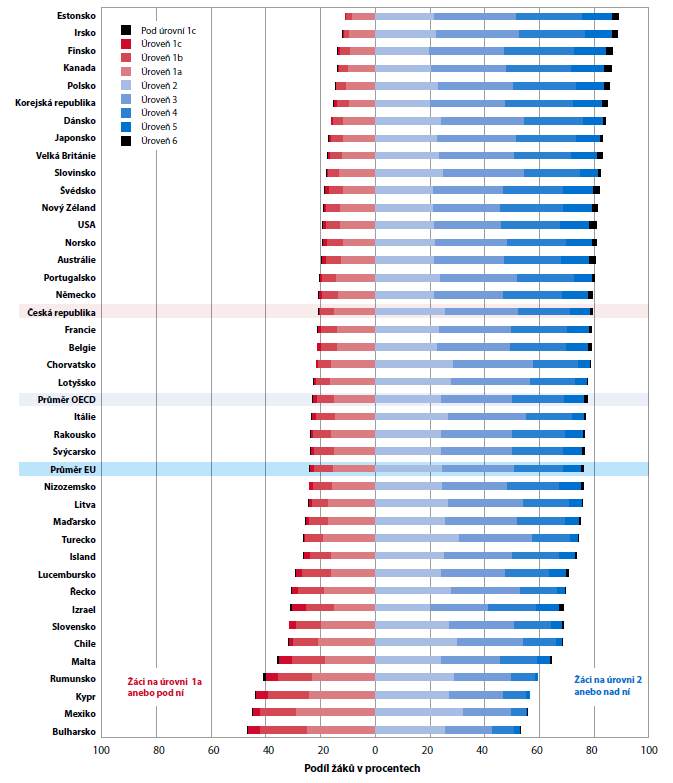 Estonsko
Irsko
Finsko
Kanada
Polsko
Korejská republika
Dánsko
Japonsko
Velká Británie
Slovinsko
Švédsko
Nový Zéland
USA
Norsko
Austrálie
Portugalsko
Německo
Česká republika
Francie
Belgie
Chorvatsko
Lotyšsko
Průměr OECD
Itálie
Rakousko
Švýcarsko
Průměr EU
Nizozemsko
Litva
Maďarsko
Turecko
Island
Lucembursko
Řecko
Izrael
Slovensko
Chile
Malta
Rumunsko
Kypr
Mexiko
Bulharsko
Pod úrovní 1c
Úroveň 1c
Úroveň 1b
Úroveň 1a
Úroveň 2
Úroveň 3
Úroveň 4
Úroveň 5
Úroveň 6
Žáci na úrovni 1a
anebo pod ní
Žáci na úrovni 2
anebo nad ní
100 80 60 40 20 0 20 40 60 80 100
Podíl žáků v procentech